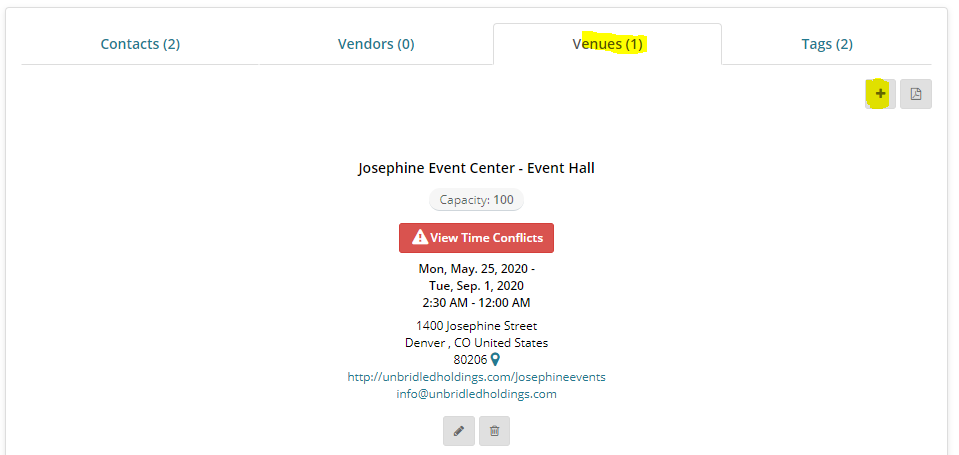 Contacts (2)
Vendors (0)
Venues (1)
Tags (2)
Josephine Event Center - Event Hall
Capacity: 100
View Time Conflicts
Mon, May. 25, 2020 -
Tue, Sep. 1, 2020
2:30 AM - 12:00 AM
1400 Josephine Street
Denver , CO United States
80206
http://unbridledholdings.com/Josephineevents
info@unbridledholdings.com